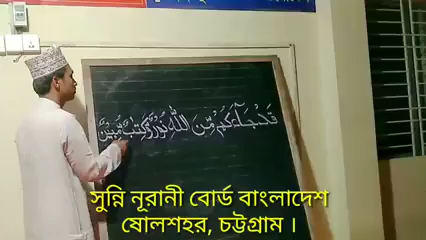 قَدْ جَآءَكُمْ مِّنَ اللّٰهِ نُوْرٌ وَّكِتٰبٌ مُّبِيْنٌ
সুন্নি নূরানী বোর্ড বাংলাদেশ
ষোলশহর, চট্টগ্রাম ।